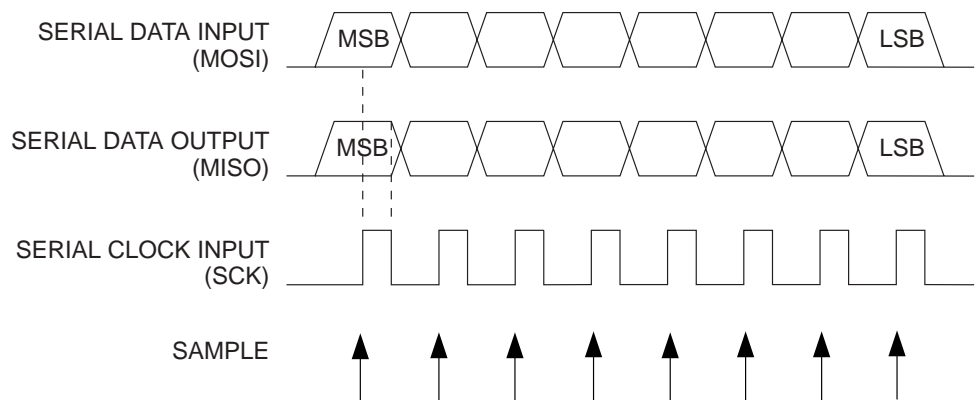 SERIAL DATA INPUT
(MOSI)
MSB
LSB
SERIAL DATA OUTPUT
(MISO)
MSB
LSB
SERIAL CLOCK INPUT
(SCK)
SAMPLE